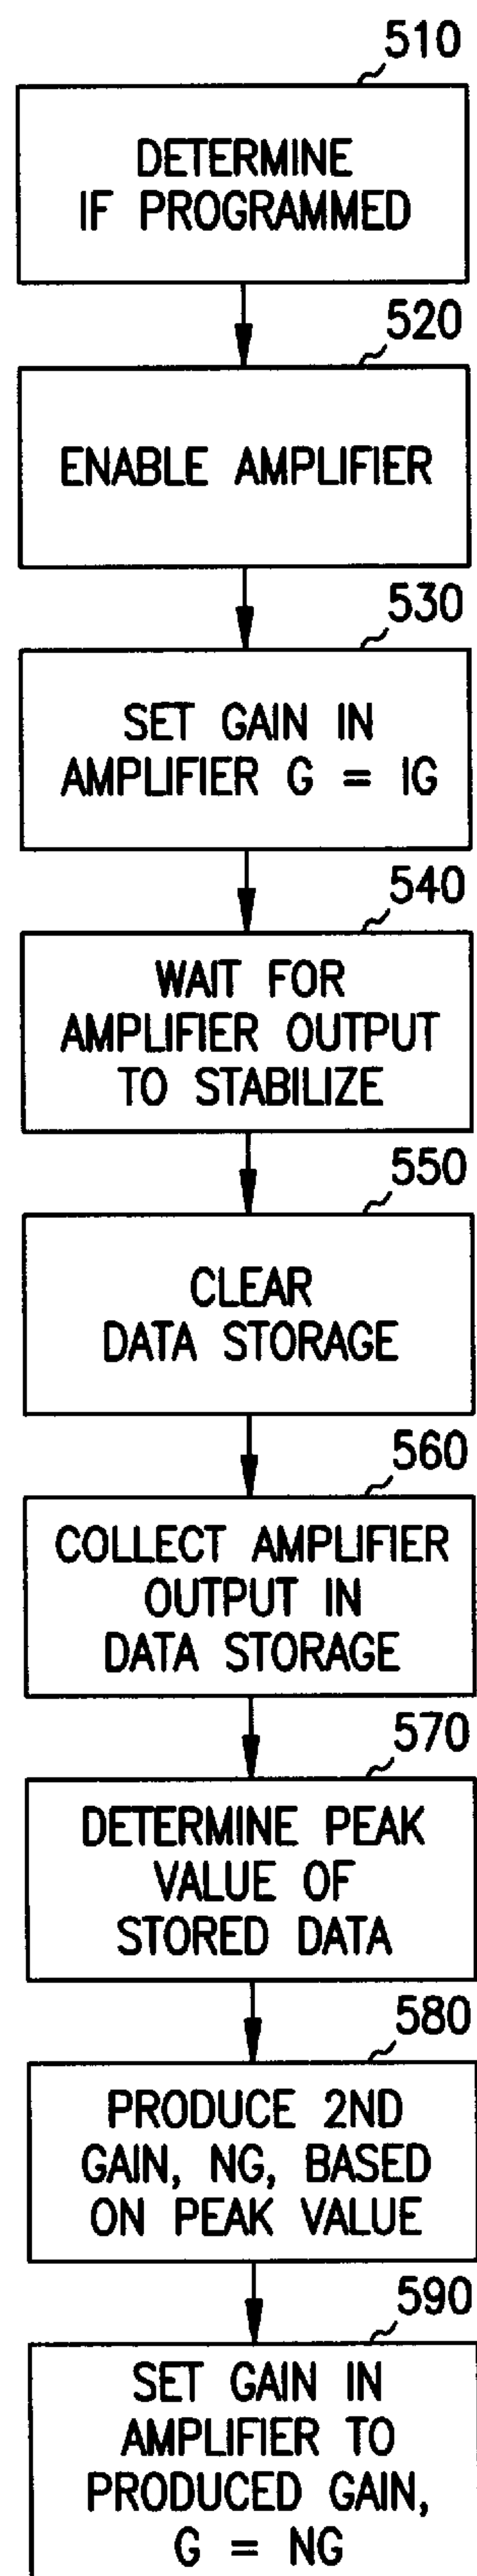 510
DETERMINE
IF PROGRAMMED
520
ENABLE AMPLIFIER
530
SET GAIN IN
AMPLIFIER G = IG
540
WAIT FOR
AMPLIFIER OUTPUT
TO STABILIZE
550
CLEAR
DATA STORAGE
560
COLLECT AMPLIFIER
OUTPUT IN
DATA STORAGE
570
DETERMINE PEAK
VALUE OF
STORED DATA
580
PRODUCE 2ND
GAIN, NG, BASED
ON PEAK VALUE
590
SET GAIN IN
AMPLIFIER TO
PRODUCED GAIN,
G = NG